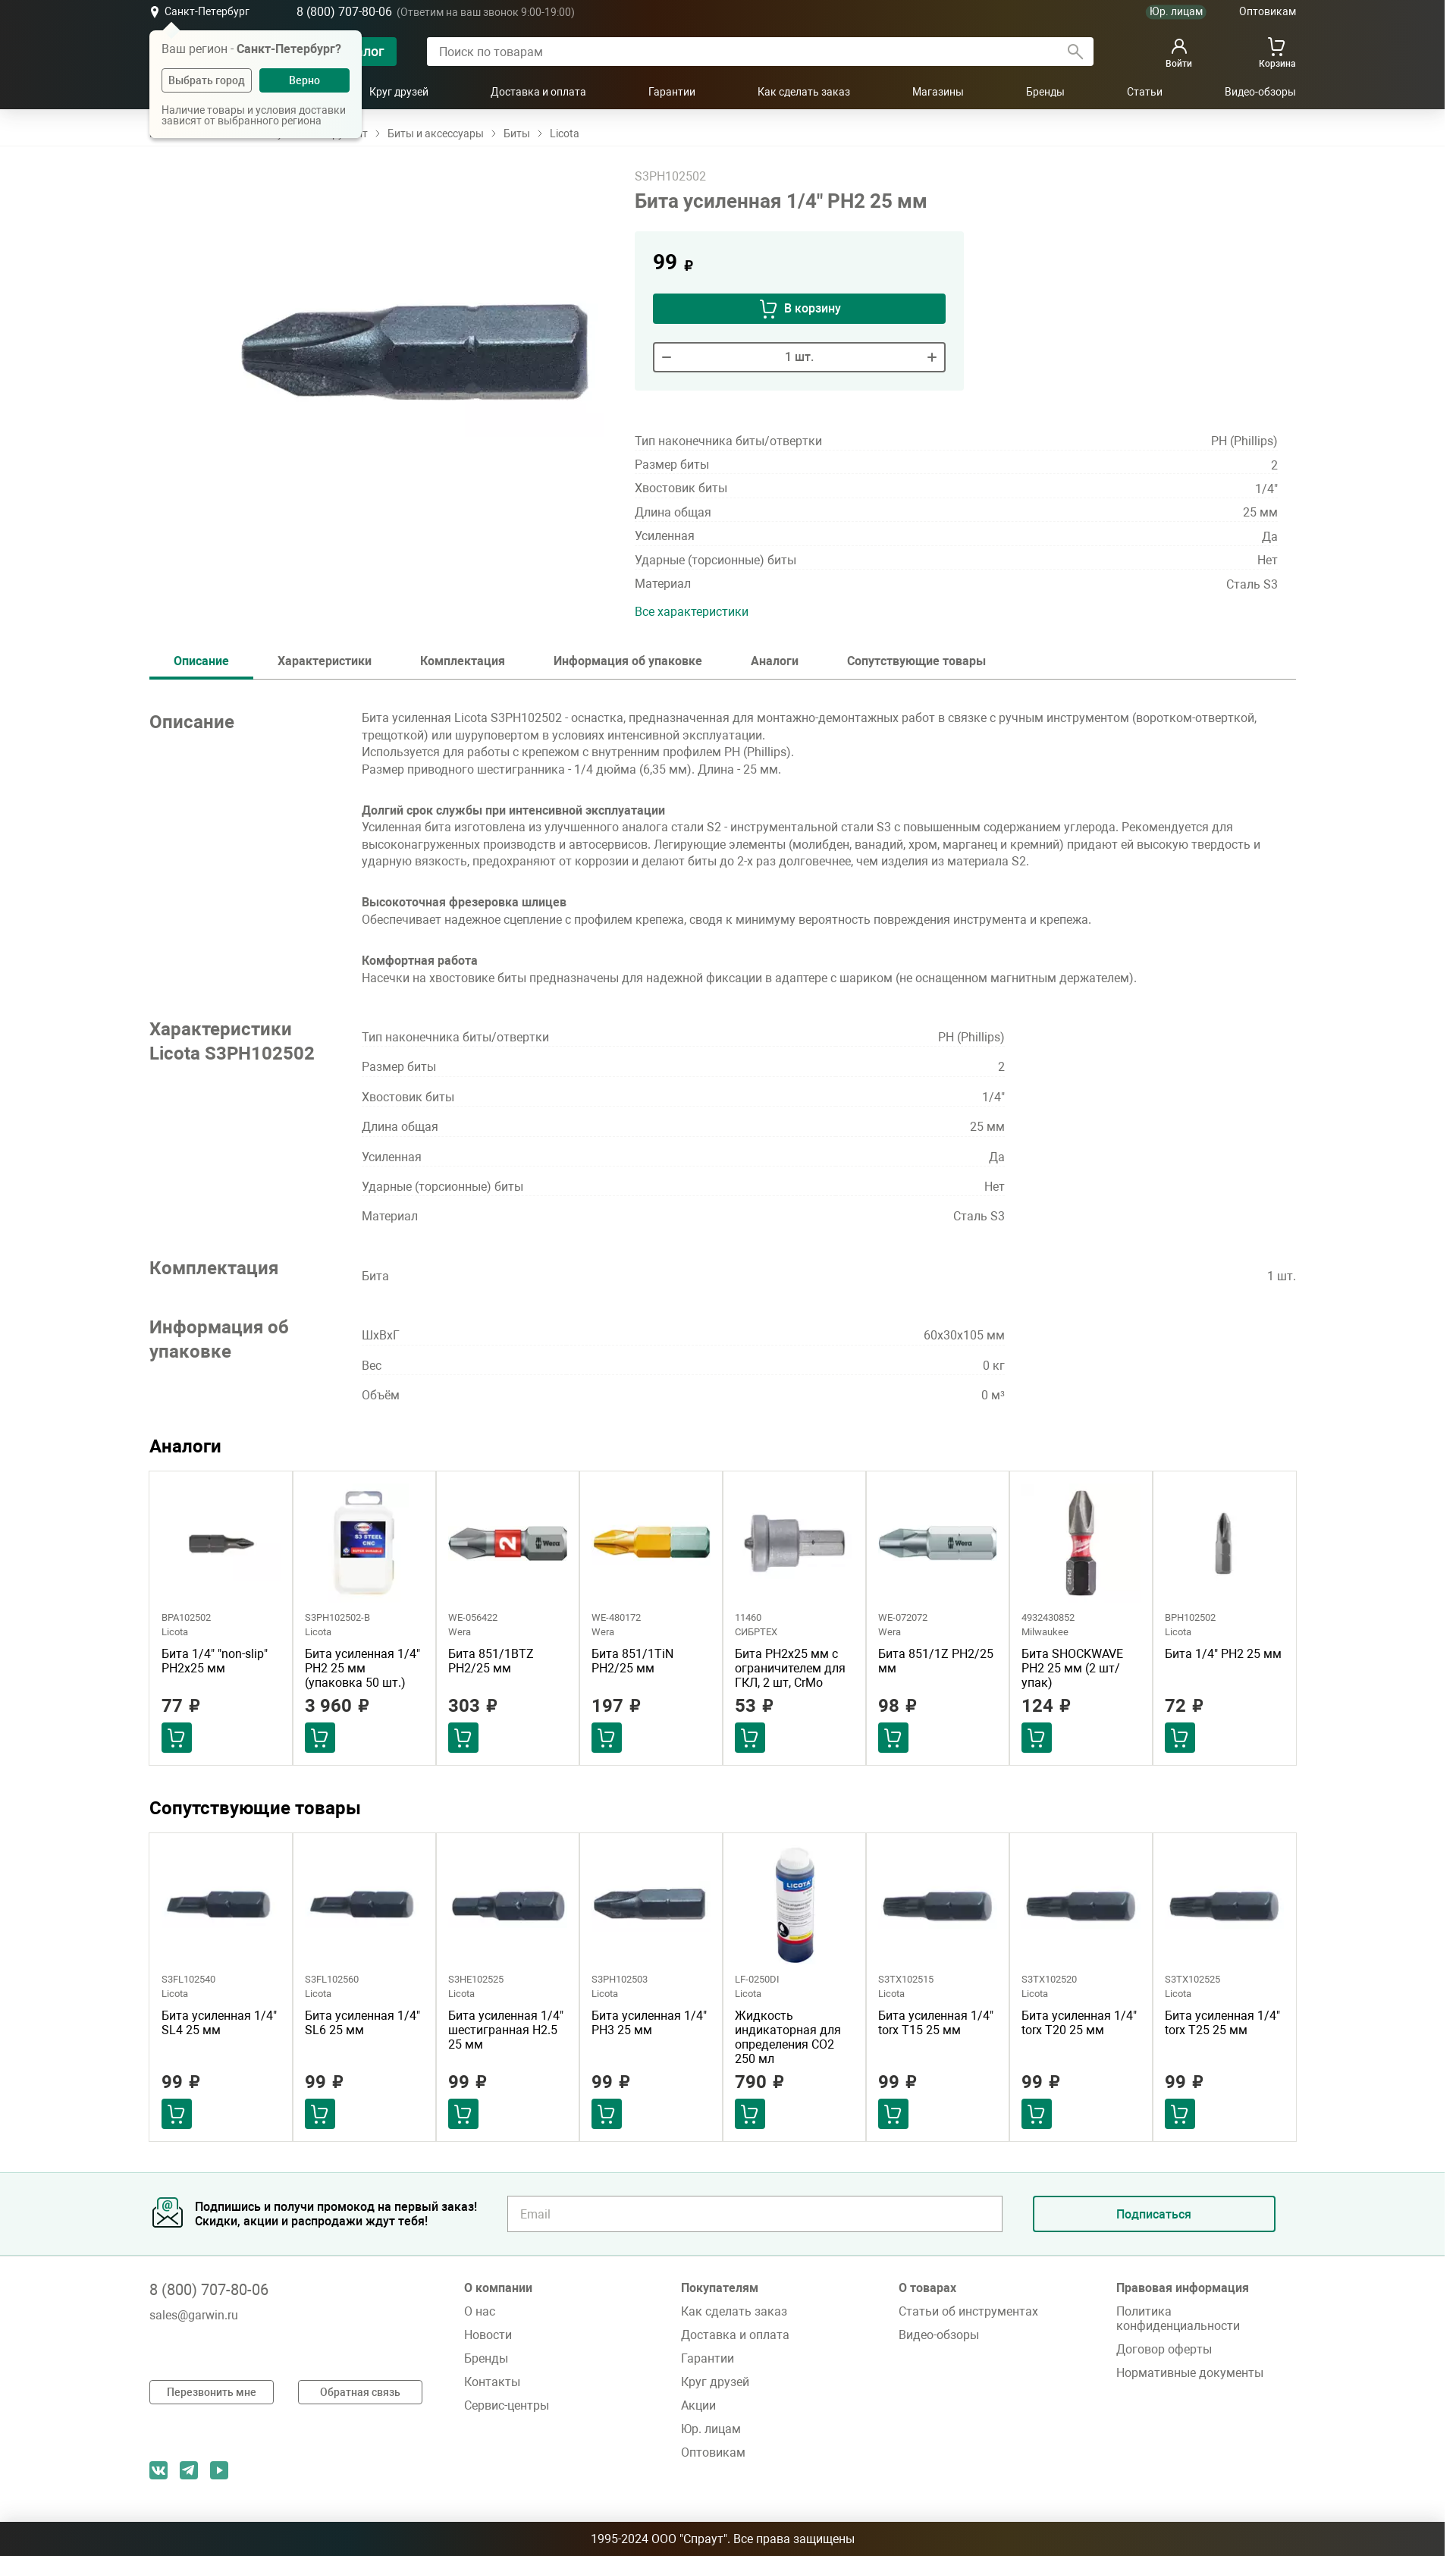 Санкт-Петербург
8 (800) 707-80-06 (Ответим на ваш звонок 9:00-19:00)
Юр. лицам
Оптовикам
Ваш регион - Санкт-Петербург?
Выбрать город
Верно
Наличие товары и условия доставки
зависят от выбранного региона
Поиск по товарам
Войти
Корзина
Круг друзей
Доставка и оплата
Гарантии
Как сделать заказ
Магазины
Бренды
Статьи
Видео-обзоры
Биты и аксессуары
Биты
Licota
S3PH102502
Бита усиленная 1/4" PH2 25 мм
99 ₽
В корзину
1 шт.
Тип наконечника биты/отвертки PH (Phillips)
Размер биты 2
Хвостовик биты 1/4"
Длина общая 25 мм
Усиленная Да
Ударные (торсионные) биты Нет
Материал Сталь S3
Все характеристики
Описание
Характеристики
Комплектация
Информация об упаковке
Аналоги
Сопутствующие товары
Описание
Бита усиленная Licota S3PH102502 - оснастка, предназначенная для монтажно-демонтажных работ в связке с ручным инструментом (воротком-отверткой,
трещоткой) или шуруповертом в условиях интенсивной эксплуатации.
Используется для работы с крепежом с внутренним профилем PH (Phillips).
Размер приводного шестигранника - 1/4 дюйма (6,35 мм). Длина - 25 мм.
Долгий срок службы при интенсивной эксплуатации
Усиленная бита изготовлена из улучшенного аналога стали S2 - инструментальной стали S3 с повышенным содержанием углерода. Рекомендуется для
высоконагруженных производств и автосервисов. Легирующие элементы (молибден, ванадий, хром, марганец и кремний) придают ей высокую твердость и
ударную вязкость, предохраняют от коррозии и делают биты до 2-х раз долговечнее, чем изделия из материала S2.
Высокоточная фрезеровка шлицев
Обеспечивает надежное сцепление с профилем крепежа, сводя к минимуму вероятность повреждения инструмента и крепежа.
Комфортная работа
Насечки на хвостовике биты предназначены для надежной фиксации в адаптере с шариком (не оснащенном магнитным держателем).
Характеристики
Licota S3PH102502
Тип наконечника биты/отвертки PH (Phillips)
Размер биты 2
Хвостовик биты 1/4"
Длина общая 25 мм
Усиленная Да
Ударные (торсионные) биты Нет
Материал Сталь S3
Комплектация
Бита 1 шт.
Информация об
упаковке
ШхВхГ 60x30x105 мм
Вес 0 кг
Объём 0 м³
Аналоги
BPA102502
Licota
Бита 1/4" "non-slip"
PH2x25 мм
77 ₽
S3 STEEL
CNC
S3PH102502-B
Licota
Бита усиленная 1/4"
PH2 25 мм
(упаковка 50 шт.)
3 960 ₽
2
Wera
WE-056422
Wera
Бита 851/1BTZ
PH2/25 мм
303 ₽
Wera
WE-480172
Wera
Бита 851/1TiN
PH2/25 мм
197 ₽
11460
СИБРТЕХ
Бита PH2x25 мм с
ограничителем для
ГКЛ, 2 шт, CrMo
53 ₽
Wera
WE-072072
Wera
Бита 851/1Z PH2/25
мм
98 ₽
PH2
4932430852
Milwaukee
Бита SHOCKWAVE
PH2 25 мм (2 шт/
упак)
124 ₽
BPH102502
Licota
Бита 1/4" PH2 25 мм
72 ₽
Сопутствующие товары
S3FL102540
Licota
Бита усиленная 1/4"
SL4 25 мм
99 ₽
S3FL102560
Licota
Бита усиленная 1/4"
SL6 25 мм
99 ₽
S3HE102525
Licota
Бита усиленная 1/4"
шестигранная H2.5
25 мм
99 ₽
S3PH102503
Licota
Бита усиленная 1/4"
PH3 25 мм
99 ₽
LICOTA
LF-0250DI
Licota
Жидкость
индикаторная для
определения CO2
250 мл
790 ₽
S3TX102515
Licota
Бита усиленная 1/4"
torx T15 25 мм
99 ₽
S3TX102520
Licota
Бита усиленная 1/4"
torx T20 25 мм
99 ₽
S3TX102525
Licota
Бита усиленная 1/4"
torx T25 25 мм
99 ₽
Подпишись и получи промокод на первый заказ!
Скидки, акции и распродажи ждут тебя!
Email
Подписаться
8 (800) 707-80-06
sales@garwin.ru
Перезвонить мне
Обратная связь
О компании
О нас
Новости
Бренды
Контакты
Сервис-центры
Покупателям
Как сделать заказ
Доставка и оплата
Гарантии
Круг друзей
Акции
Юр. лицам
Оптовикам
О товарах
Статьи об инструментах
Видео-обзоры
Правовая информация
Политика
конфиденциальности
Договор оферты
Нормативные документы
1995-2024 ООО "Спраут". Все права защищены